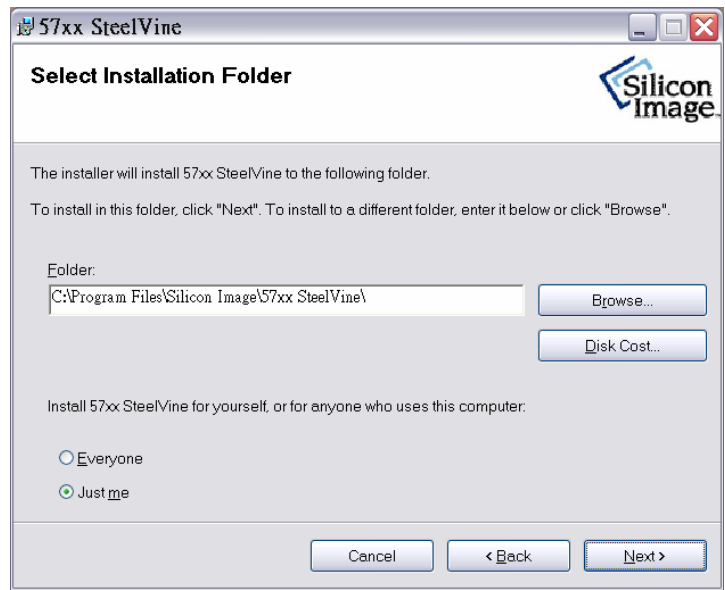 57xx SteelVine
Select Installation Folder
Silicon
Image
The installer will install 57xx SteelVine to the following folder.
To install in this folder, click "Next". To install to a different folder, enter it below or click "Browse".
Folder:
C:\Program Files\Silicon Image\57xx SteelVine\
Browse...
Disk Cost...
Install 57xx SteelVine for yourself, or for anyone who uses this computer:
Everyone
Just me
Cancel
< Back
Next >